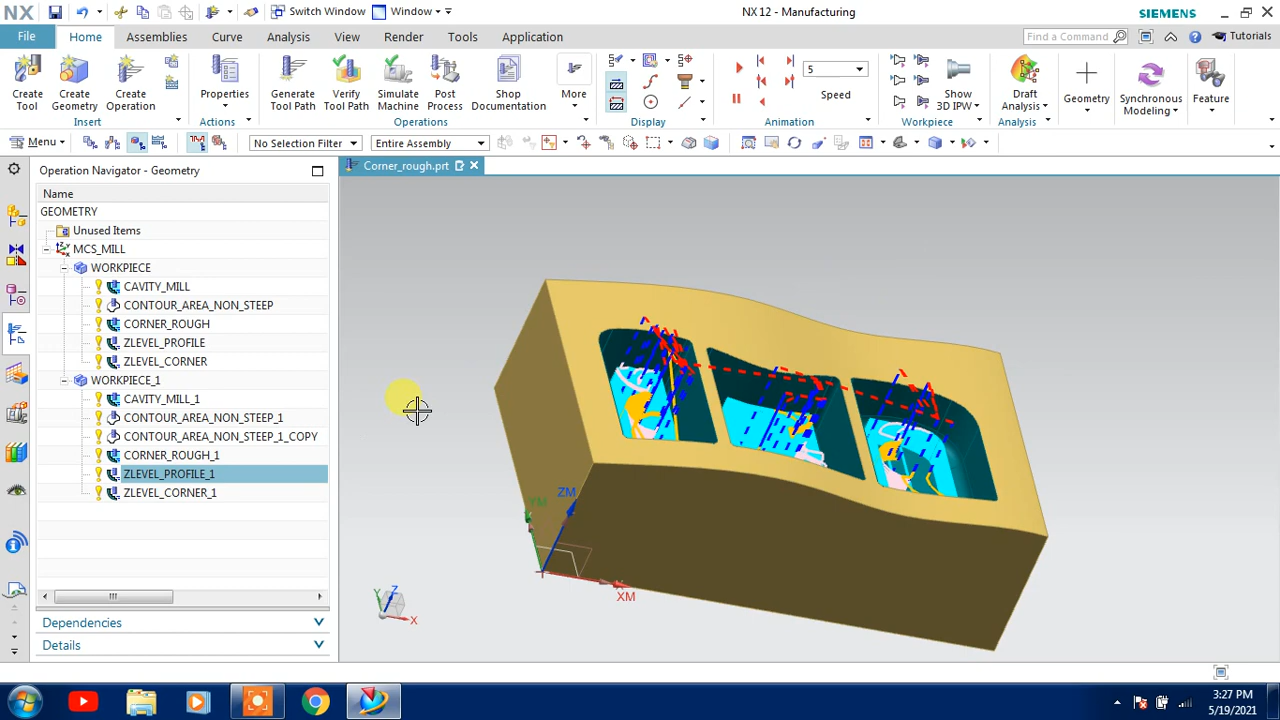 NX
Switch Window
Window
NX 12 - Manufacturing
SIEMENS
File
Home
Assemblies
Curve
Analysis
View
Render
Tools
Application
Find a Command
Tutorials
Create Tool
Create Geometry
Create Operation
Properties
Generate Tool Path
Verify Tool Path
Simulate Machine
Post Process
Shop Documentation
More
5
Speed
Show 3D IPW
Draft Analysis
Geometry
Synchronous Modeling
Feature
Insert
Actions
Operations
Display
Animation
Workpiece
Analysis
Menu
No Selection Filter
Entire Assembly
Operation Navigator - Geometry
Corner_rough.prt
Name
GEOMETRY
Unused Items
MCS_MILL
WORKPIECE
CAVITY_MILL
CONTOUR_AREA_NON_STEEP
CORNER_ROUGH
ZLEVEL_PROFILE
ZLEVEL_CORNER
WORKPIECE_1
CAVITY_MILL_1
CONTOUR_AREA_NON_STEEP_1
CONTOUR_AREA_NON_STEEP_1_COPY
CORNER_ROUGH_1
ZLEVEL_PROFILE_1
ZLEVEL_CORNER_1
ZM
YM
XM
Z
Y
X
Dependencies
Details
3:27 PM
5/19/2021